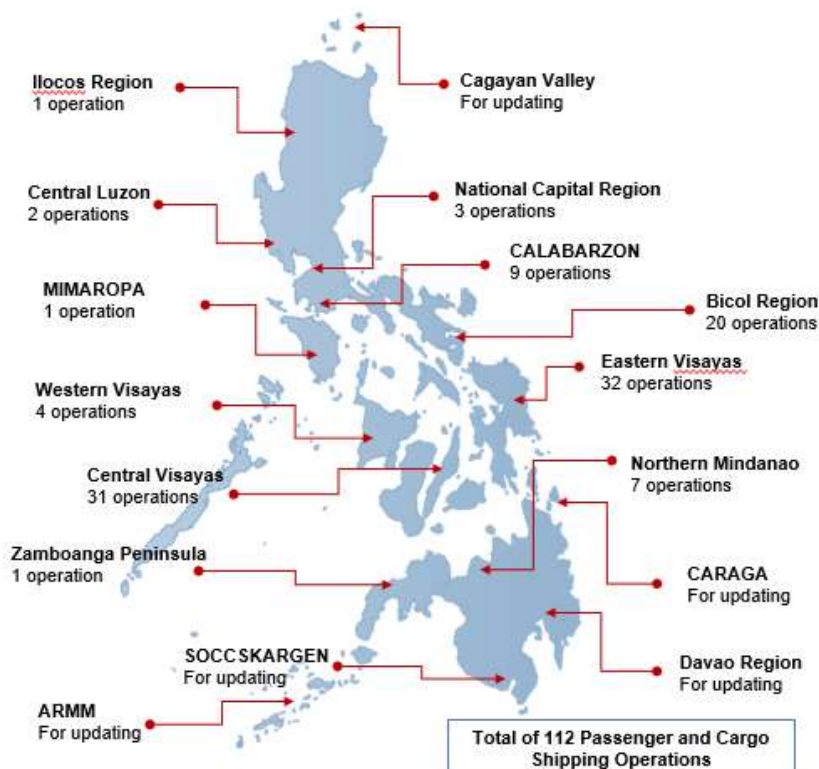 Ilocos Region
1 operation
Cagayan Valley
For updating
Central Luzon
2 operations
National Capital Region
3 operations
CALABARZON
9 operations
MIMAROPA
1 operation
Bicol Region
20 operations
Eastern Visayas
32 operations
Western Visayas
4 operations
Northern Mindanao
7 operations
Central Visayas
31 operations
Zamboanga Peninsula
1 operation
CARAGA
For updating
SOCCSKARGEN
For updating
Davao Region
For updating
ARMM
For updating
Total of 112 Passenger and Cargo
Shipping Operations